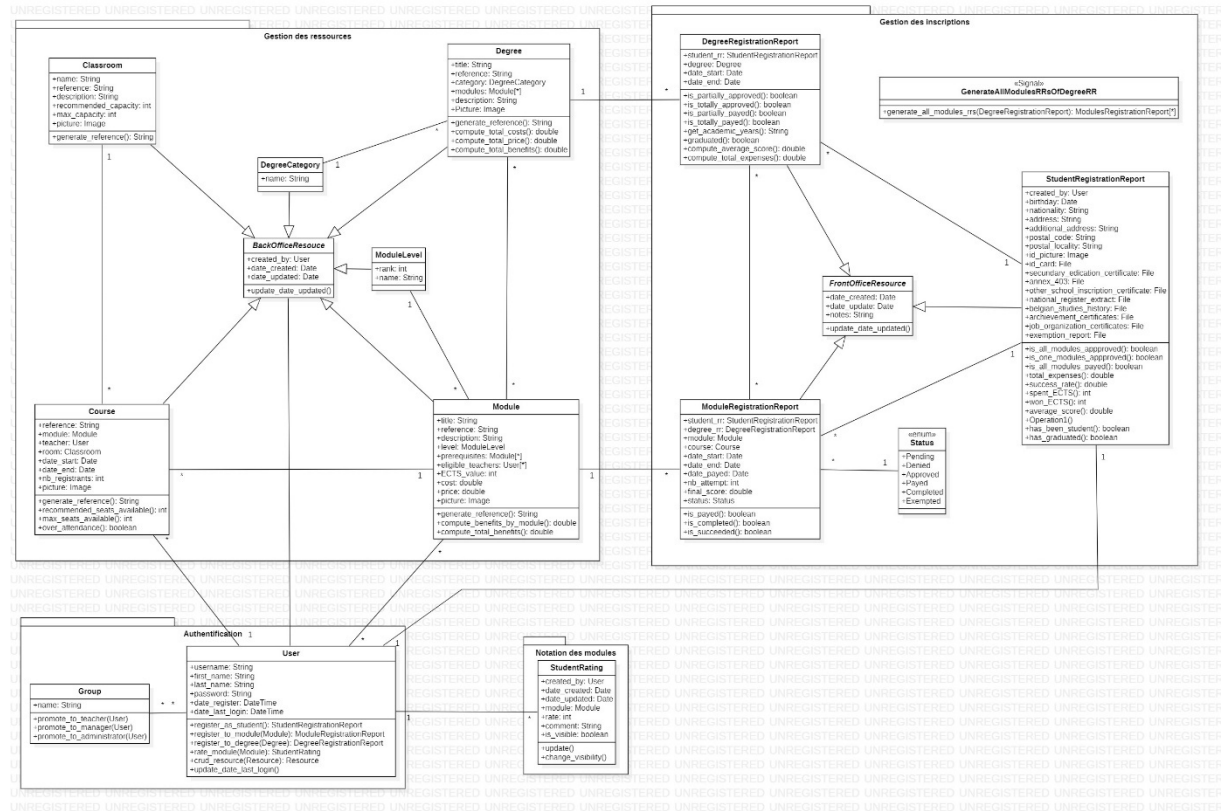 Gestion des ressources
Classroom
+name: String
+reference: String
+description: String
+recommended_capacity: int
+max_capacity: int
+picture: Image
+generate_reference(): String
Degree
+title: String
+reference: String
+category: DegreeCategory
+modules: Module[*]
+description: String
+Picture: Image
+generate_reference(): String
+compute_total_costs(): double
+compute_total_price(): double
+compute_total_benefits(): double
DegreeCategory
+name: String
BackOfficeResouce
+created_by: User
+date_created: Date
+date_updated: Date
+update_date_updated()
ModuleLevel
+rank: int
+name: String
Course
+reference: String
+module: Module
+teacher: User
+room: Classroom
+date_start: Date
+date_end: Date
+nb_registrants: int
+picture: Image
+generate_reference(): String
+recommended_seats_available(): int
+max_seats_available(): int
+over_attendance(): boolean
Module
+title: String
+reference: String
+description: String
+level: ModuleLevel
+prerequisites: Module[*]
+eligible_teachers: User[*]
+ECTS_value: int
+cost: double
+price: double
+picture: Image
+generate_reference(): String
+compute_benefits_by_module(): double
+compute_total_benefits(): double
Gestion des inscriptions
DegreeRegistrationReport
+student_rr: StudentRegistrationReport
+degree: Degree
+date_start: Date
+date_end: Date
+is_partially_approved(): boolean
+is_totally_approved(): boolean
+is_partially_payed(): boolean
+is_totally_payed(): boolean
+get_academic_years(): String
+graduated(): boolean
+compute_average_score(): double
+compute_total_expenses(): double
«Signal»
GenerateAllModulesRRsOfDegreeRR
+generate_all_modules_rrs(DegreeRegistrationReport): ModulesRegistrationReport[*]
StudentRegistrationReport
+created_by: User
+birthday: Date
+nationality: String
+address: String
+additional_address: String
+postal_code: String
+postal_locality: String
+id_picture: Image
+id_card: File
+secundary_edication_certificate: File
+annex_403: File
+other_school_inscription_certificate: File
+national_register_extract: File
+belgian_studies_history: File
+archievement_certificates: File
+job_organization_certificates: File
+exemption_report: File
+is_all_modules_appproved(): boolean
+is_one_modules_appproved(): boolean
+is_all_modules_payed(): boolean
+total_expenses(): double
+success_rate(): double
+spent_ECTS(): int
+won_ECTS(): int
+average_score(): double
+Operation1()
+has_been_student(): boolean
+has_graduated(): boolean
FrontOfficeResource
+date_created: Date
+date_update: Date
+notes: String
+update_date_updated()
ModuleRegistrationReport
+student_rr: StudentRegistrationReport
+degree_rr: DegreeRegistrationReport
+module: Module
+course: Course
+date_start: Date
+date_end: Date
+date_payed: Date
+nb_attempt: int
+final_score: double
+status: Status
+is_payed(): boolean
+is_completed(): boolean
+is_succeeded(): boolean
«enum»
Status
+Pending
+Denied
+Approved
+Payed
+Completed
+Exempted
Authentification
Group
+name: String
+promote_to_teacher(User)
+promote_to_manager(User)
+promote_to_administrator(User)
User
+username: String
+first_name: String
+last_name: String
+password: String
+date_register: DateTime
+date_last_login: DateTime
+register_as_student(): StudentRegistrationReport
+register_to_module(Module): ModuleRegistrationReport
+register_to_degree(Degree): DegreeRegistrationReport
+rate_module(Module): StudentRating
+crud_resource(Resource): Resource
+update_date_last_login()
Notation des modules
StudentRating
+created_by: User
+date_created: Date
+date_updated: Date
+module: Module
+rate: int
+comment: String
+is_visible: boolean
+update()
+change_visibility()